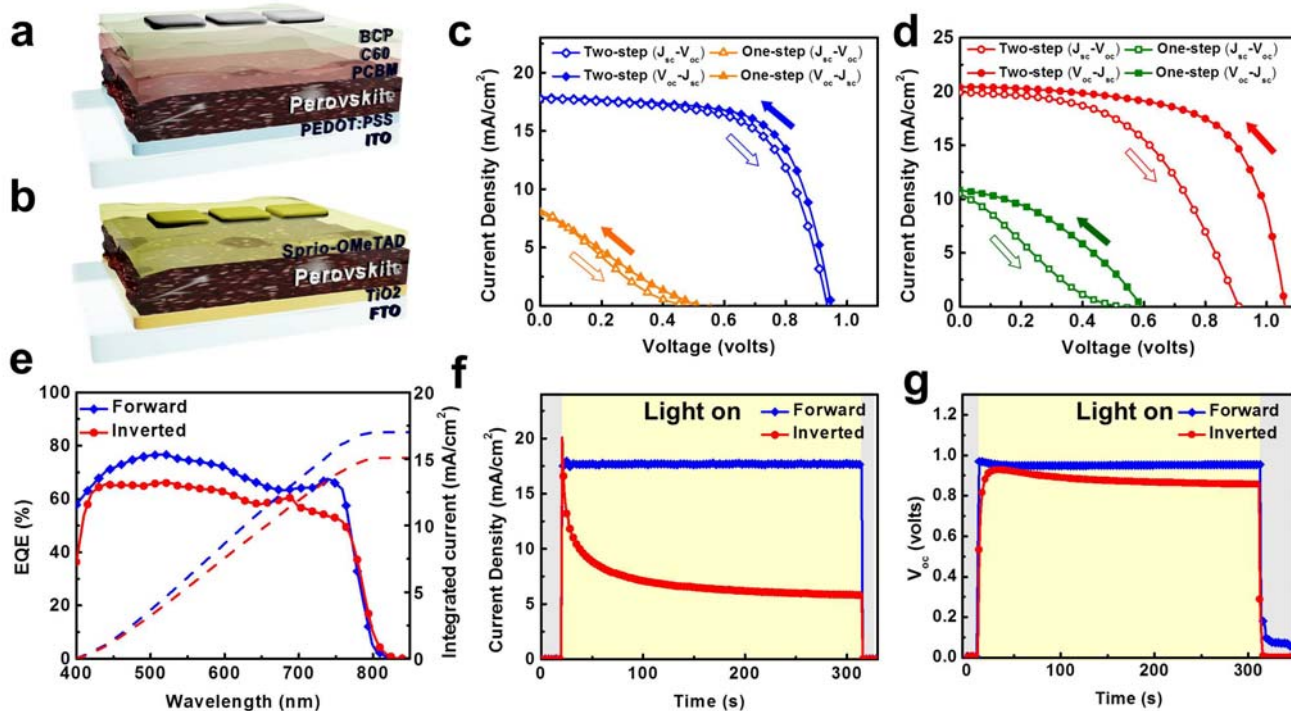 a
BCP
C60
PCBM
Perovskite
PEDOT:PSS
ITO
b
Sprio-OMeTAD
Perovskite
TiO2
FTO
c
Two-step (Jsc-Voc) One-step (Jsc-Voc)
Two-step (Voc-Jsc) One-step (Voc-Jsc)
25
20
15
10
5
0
Current Density (mA/cm2)
0.0 0.2 0.4 0.6 0.8 1.0
Voltage (volts)
d
Two-step (Jsc-Voc) One-step (Jsc-Voc)
Two-step (Voc-Jsc) One-step (Voc-Jsc)
25
20
15
10
5
0
Current Density (mA/cm2)
0.0 0.2 0.4 0.6 0.8 1.0
Voltage (volts)
e
Forward
Inverted
100
80
60
40
20
0
EQE (%)
20
18
15
13
10
8
5
3
0
Integrated current (mA/cm2)
400 500 600 700 800
Wavelength (nm)
f
Light on
Forward
Inverted
25
20
15
10
5
0
Current Density (mA/cm2)
0 100 200 300
Time (s)
g
Light on
Forward
Inverted
1.2
1.0
0.8
0.6
0.4
0.2
0.0
Voc (volts)
0 100 200 300
Time (s)